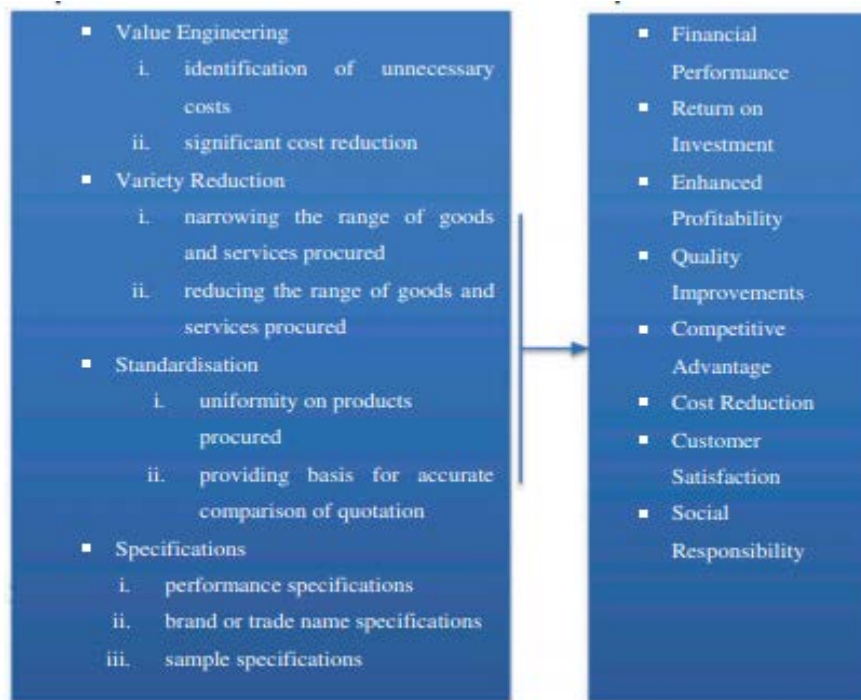 Value Engineering
i. identification of unnecessary
costs
ii. significant cost reduction
Variety Reduction
i. narrowing the range of goods
and services procured
ii. reducing the range of goods and
services procured
Standardisation
i. uniformity on products
procured
ii. providing basis for accurate
comparison of quotation
Specifications
i. performance specifications
ii. brand or trade name specifications
iii. sample specifications
Financial
Performance
Return on
Investment
Enhanced
Profitability
Quality
Improvements
Competitive
Advantage
Cost Reduction
Customer
Satisfaction
Social
Responsibility